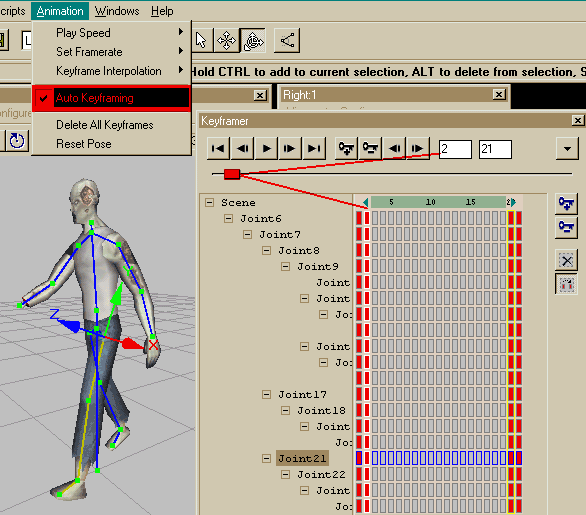 cripts Animation Windows Help
Play Speed
Set Framerate
Keyframe Interpolation
Auto Keyframing
Delete All Keyframes
Reset Pose
Hold CTRL to add to current selection, ALT to delete from selection, S
Right:1
Keyframer
2 21
5 10 15 2
Scene
Joint6
Joint7
Joint8
Joint9
Joint
Joint
Jo:
Joint
Jo:
Joint17
Joint18
Joint
Jo:
Joint21
Joint22
Joint
Jo:
Z